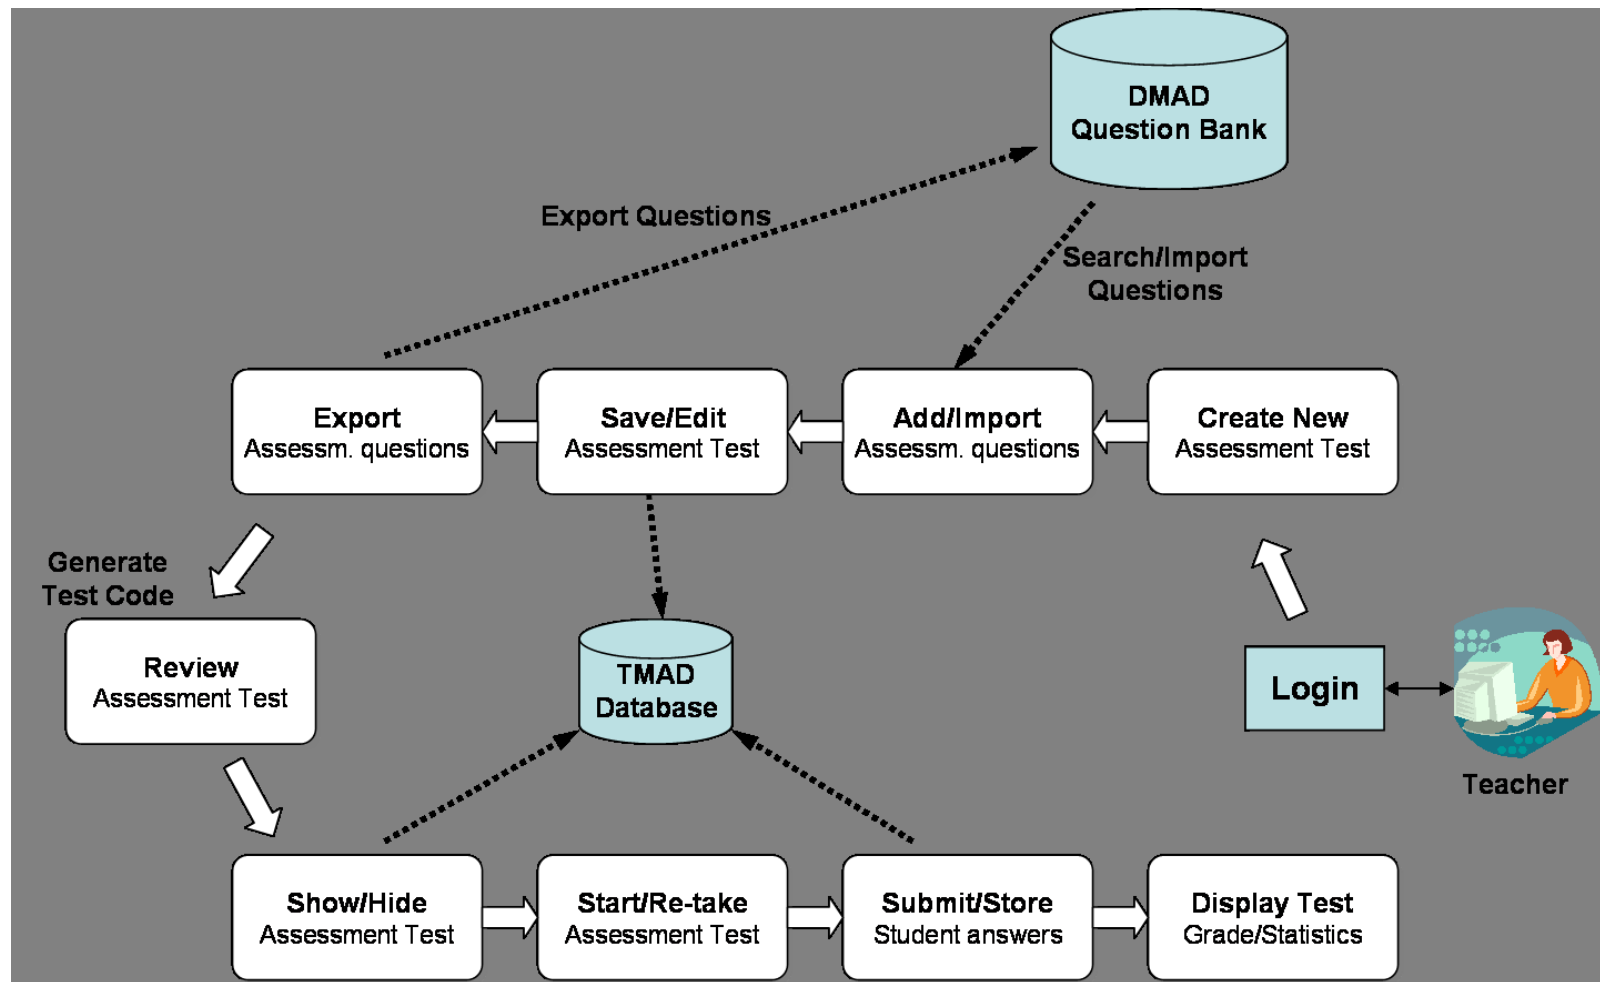 DMAD
Question Bank
Export Questions
Search/Import
Questions
Export
Assessm. questions
Save/Edit
Assessment Test
Add/Import
Assessm. questions
Create New
Assessment Test
Generate
Test Code
Review
Assessment Test
TMAD
Database
Login
Teacher
Show/Hide
Assessment Test
Start/Re-take
Assessment Test
Submit/Store
Student answers
Display Test
Grade/Statistics